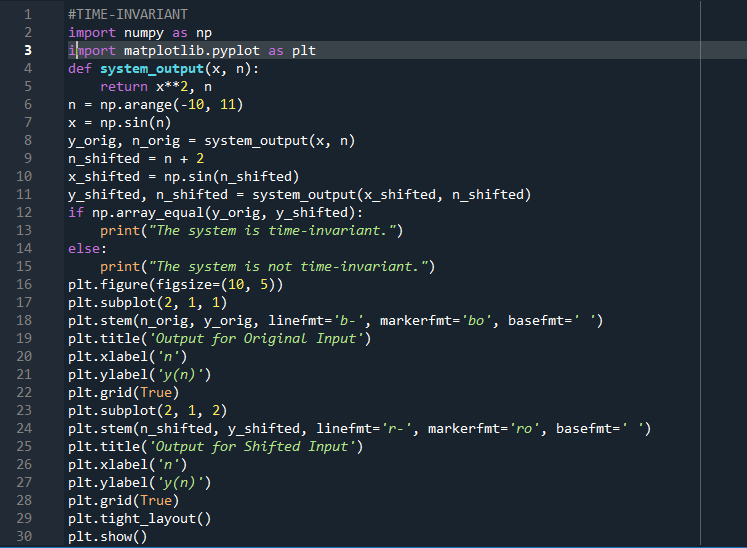 1 #TIME-INVARIANT
2 import numpy as np
3 import matplotlib.pyplot as plt
4 def system_output(x, n):
5     return x**2, n
6 n = np.arange(-10, 11)
7 x = np.sin(n)
8 y_orig, n_orig = system_output(x, n)
9 n_shifted = n + 2
10 x_shifted = np.sin(n_shifted)
11 y_shifted, n_shifted = system_output(x_shifted, n_shifted)
12 if np.array_equal(y_orig, y_shifted):
13     print("The system is time-invariant.")
14 else:
15     print("The system is not time-invariant.")
16 plt.figure(figsize=(10, 5))
17 plt.subplot(2, 1, 1)
18 plt.stem(n_orig, y_orig, linefmt='b-', markerfmt='bo', basefmt=' ')
19 plt.title('Output for Original Input')
20 plt.xlabel('n')
21 plt.ylabel('y(n)')
22 plt.grid(True)
23 plt.subplot(2, 1, 2)
24 plt.stem(n_shifted, y_shifted, linefmt='r-', markerfmt='ro', basefmt=' ')
25 plt.title('Output for Shifted Input')
26 plt.xlabel('n')
27 plt.ylabel('y(n)')
28 plt.grid(True)
29 plt.tight_layout()
30 plt.show()